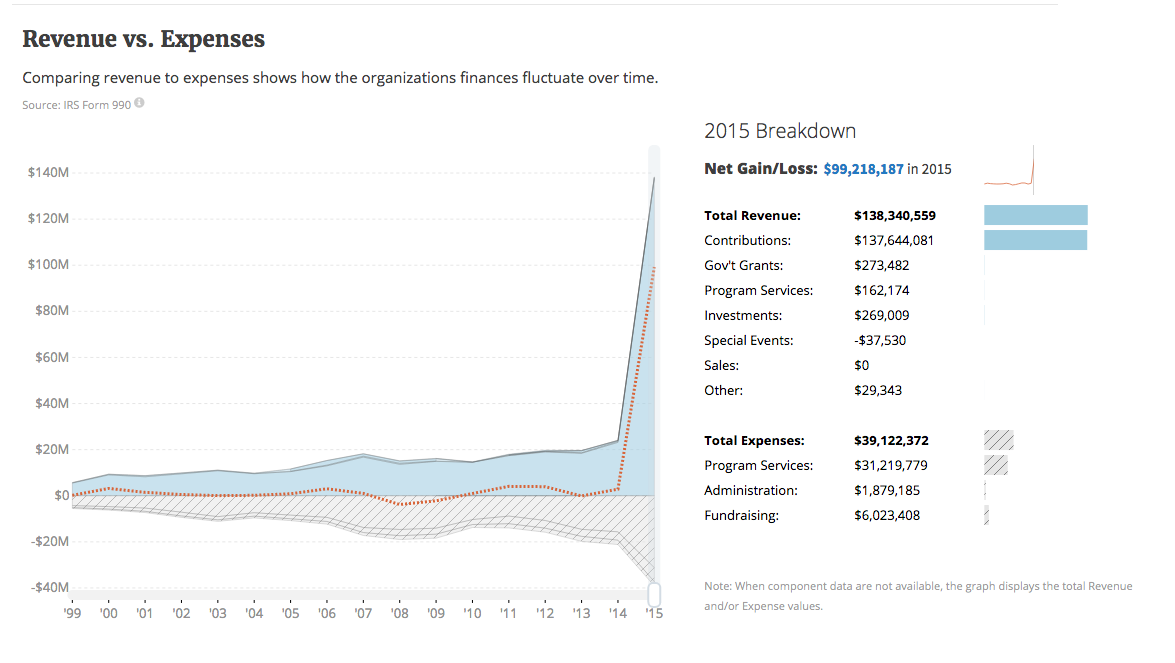 Revenue vs. Expenses
Comparing revenue to expenses shows how the organizations finances fluctuate over time.
Source: IRS Form 990
$140M
$120M
$100M
$80M
$60M
$40M
$20M
$0
-$20M
-$40M
'99 '00 '01 '02 '03 '04 '05 '06 '07 '08 '09 '10 '11 '12 '13 '14 '15
2015 Breakdown
Net Gain/Loss: $99,218,187 in 2015
Total Revenue: $138,340,559
Contributions: $137,644,081
Gov't Grants: $273,482
Program Services: $162,174
Investments: $269,009
Special Events: -$37,530
Sales: $0
Other: $29,343
Total Expenses: $39,122,372
Program Services: $31,219,779
Administration: $1,879,185
Fundraising: $6,023,408
Note: When component data are not available, the graph displays the total Revenue
and/or Expense values.